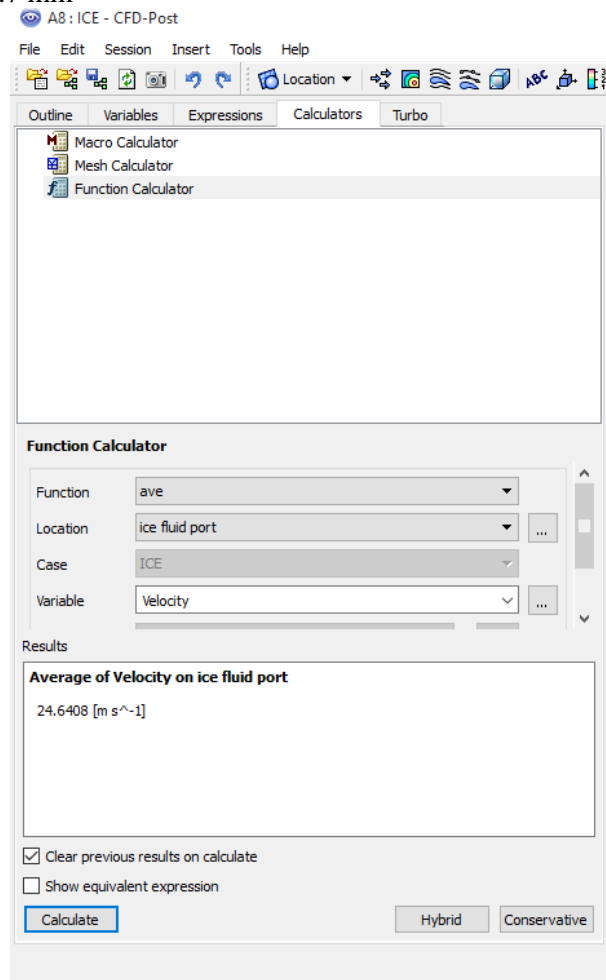 A8 : ICE - CFD-Post
File Edit Session Insert Tools Help
Location
ABC
Outline Variables Expressions Calculators Turbo
Macro Calculator
Mesh Calculator
Function Calculator
Function Calculator
Function ave
Location ice fluid port ...
Case ICE
Variable Velocity ...
Results
Average of Velocity on ice fluid port
24.6408 [m s^-1]
Clear previous results on calculate
Show equivalent expression
Calculate Hybrid Conservative